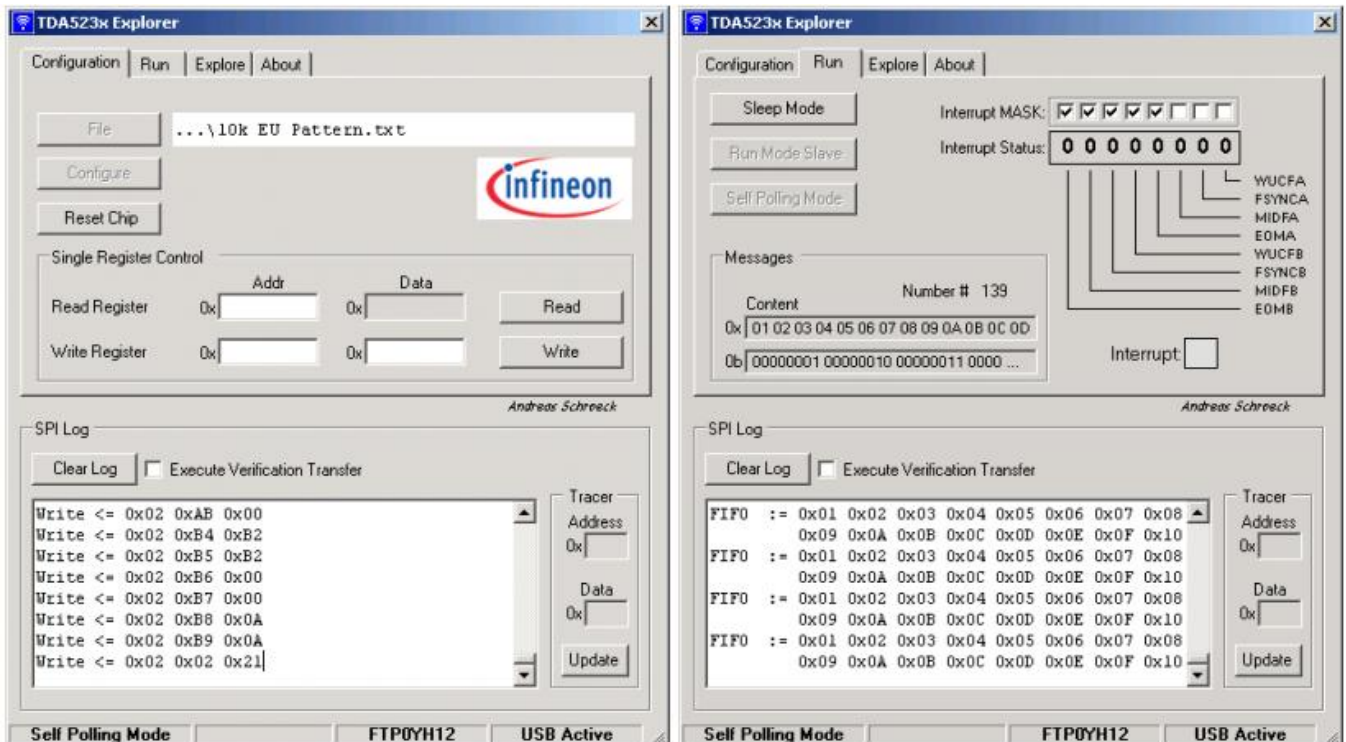 TDA523x Explorer
Configuration Run Explore About
File ...\10k EU Pattern.txt
Configure
infineon
Reset Chip
Single Register Control
Addr Data
Read Register 0x 0x Read
Write Register 0x 0x Write
Andreas Schroeck
SPI Log
Clear Log Execute Verification Transfer
Write <= 0x02 0xAB 0x00
Write <= 0x02 0xB4 0xB2
Write <= 0x02 0xB5 0xB2
Write <= 0x02 0xB6 0x00
Write <= 0x02 0xB7 0x00
Write <= 0x02 0xB8 0x0A
Write <= 0x02 0xB9 0x0A
Write <= 0x02 0x02 0x21
Tracer
Address
0x
Data
0x
Update
Self Polling Mode FTP0YH12 USB Active
TDA523x Explorer
Configuration Run Explore About
Sleep Mode
Run Mode Slave
Self Polling Mode
Interrupt MASK:
Interrupt Status: 0 0 0 0 0 0 0 0
WUCFA
FSYNCA
MIDFA
EOMA
WUCFB
FSYNCB
MIDFB
EOMB
Messages
Number # 139
Content
0x 01 02 03 04 05 06 07 08 09 0A 0B 0C 0D
0b 00000001 00000010 00000011 0000 ...
Interrupt:
Andreas Schroeck
SPI Log
Clear Log Execute Verification Transfer
FIFO := 0x01 0x02 0x03 0x04 0x05 0x06 0x07 0x08
0x09 0x0A 0x0B 0x0C 0x0D 0x0E 0x0F 0x10
FIFO := 0x01 0x02 0x03 0x04 0x05 0x06 0x07 0x08
0x09 0x0A 0x0B 0x0C 0x0D 0x0E 0x0F 0x10
FIFO := 0x01 0x02 0x03 0x04 0x05 0x06 0x07 0x08
0x09 0x0A 0x0B 0x0C 0x0D 0x0E 0x0F 0x10
FIFO := 0x01 0x02 0x03 0x04 0x05 0x06 0x07 0x08
0x09 0x0A 0x0B 0x0C 0x0D 0x0E 0x0F 0x10
Tracer
Address
0x
Data
0x
Update
Self Polling Mode FTP0YH12 USB Active